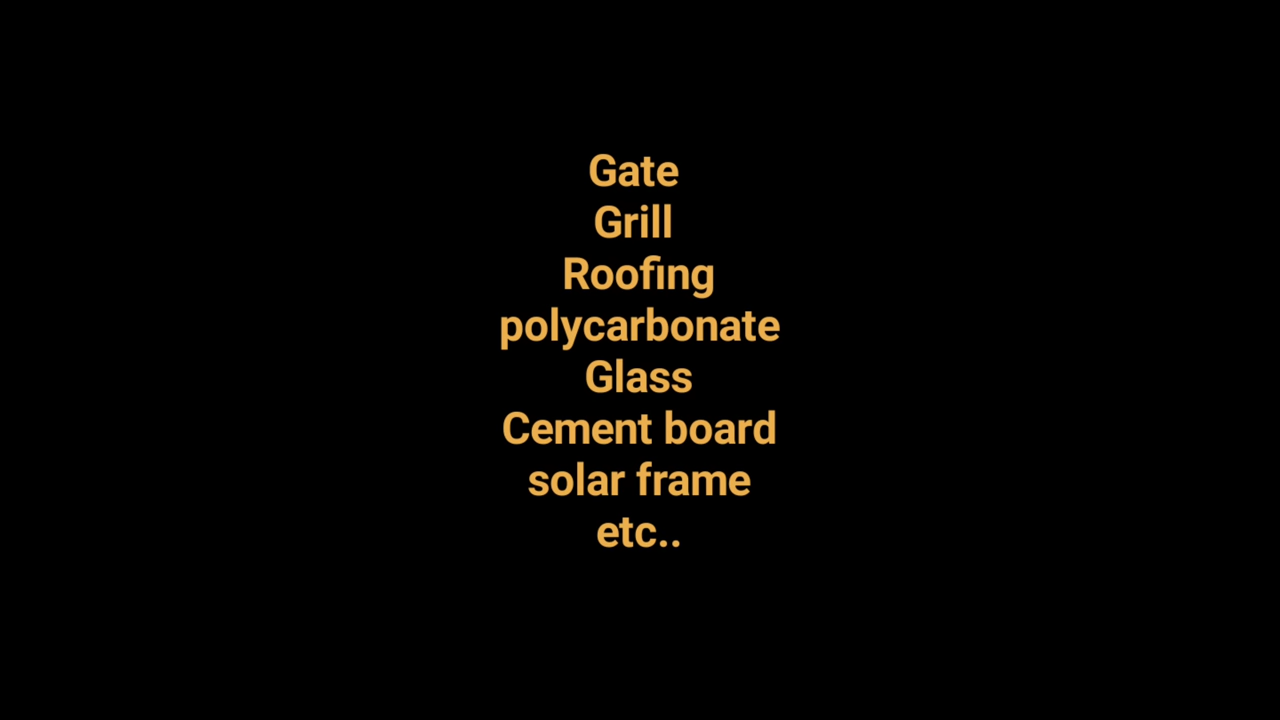 Gate
Grill
Roofing
polycarbonate
Glass
Cement board
solar frame
etc..